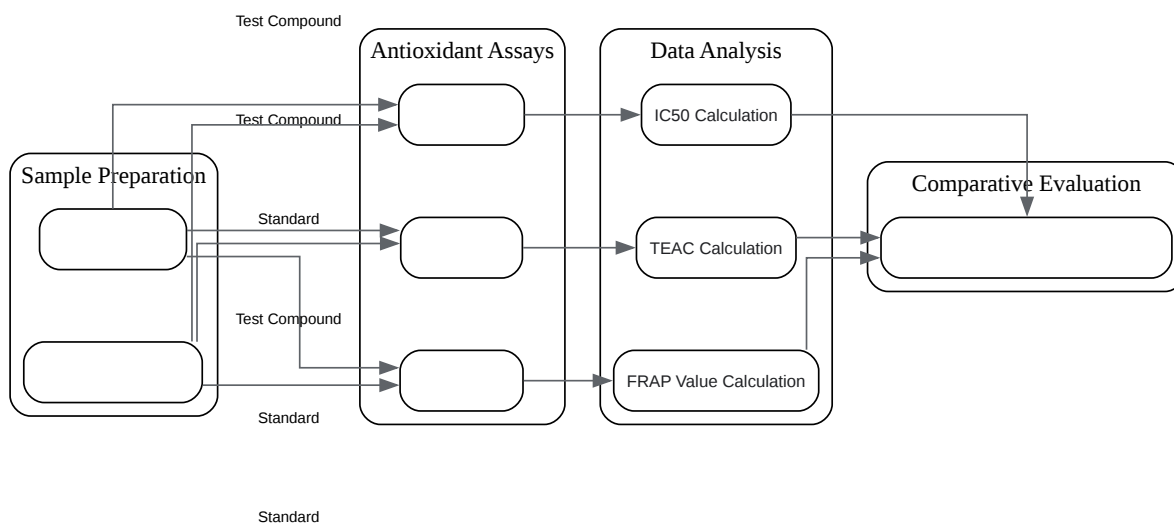 Test Compound
Antioxidant Assays
Data Analysis
IC50 Calculation
Test Compound
Sample Preparation
Comparative Evaluation
Standard
TEAC Calculation
Test Compound
FRAP Value Calculation
Standard
Standard